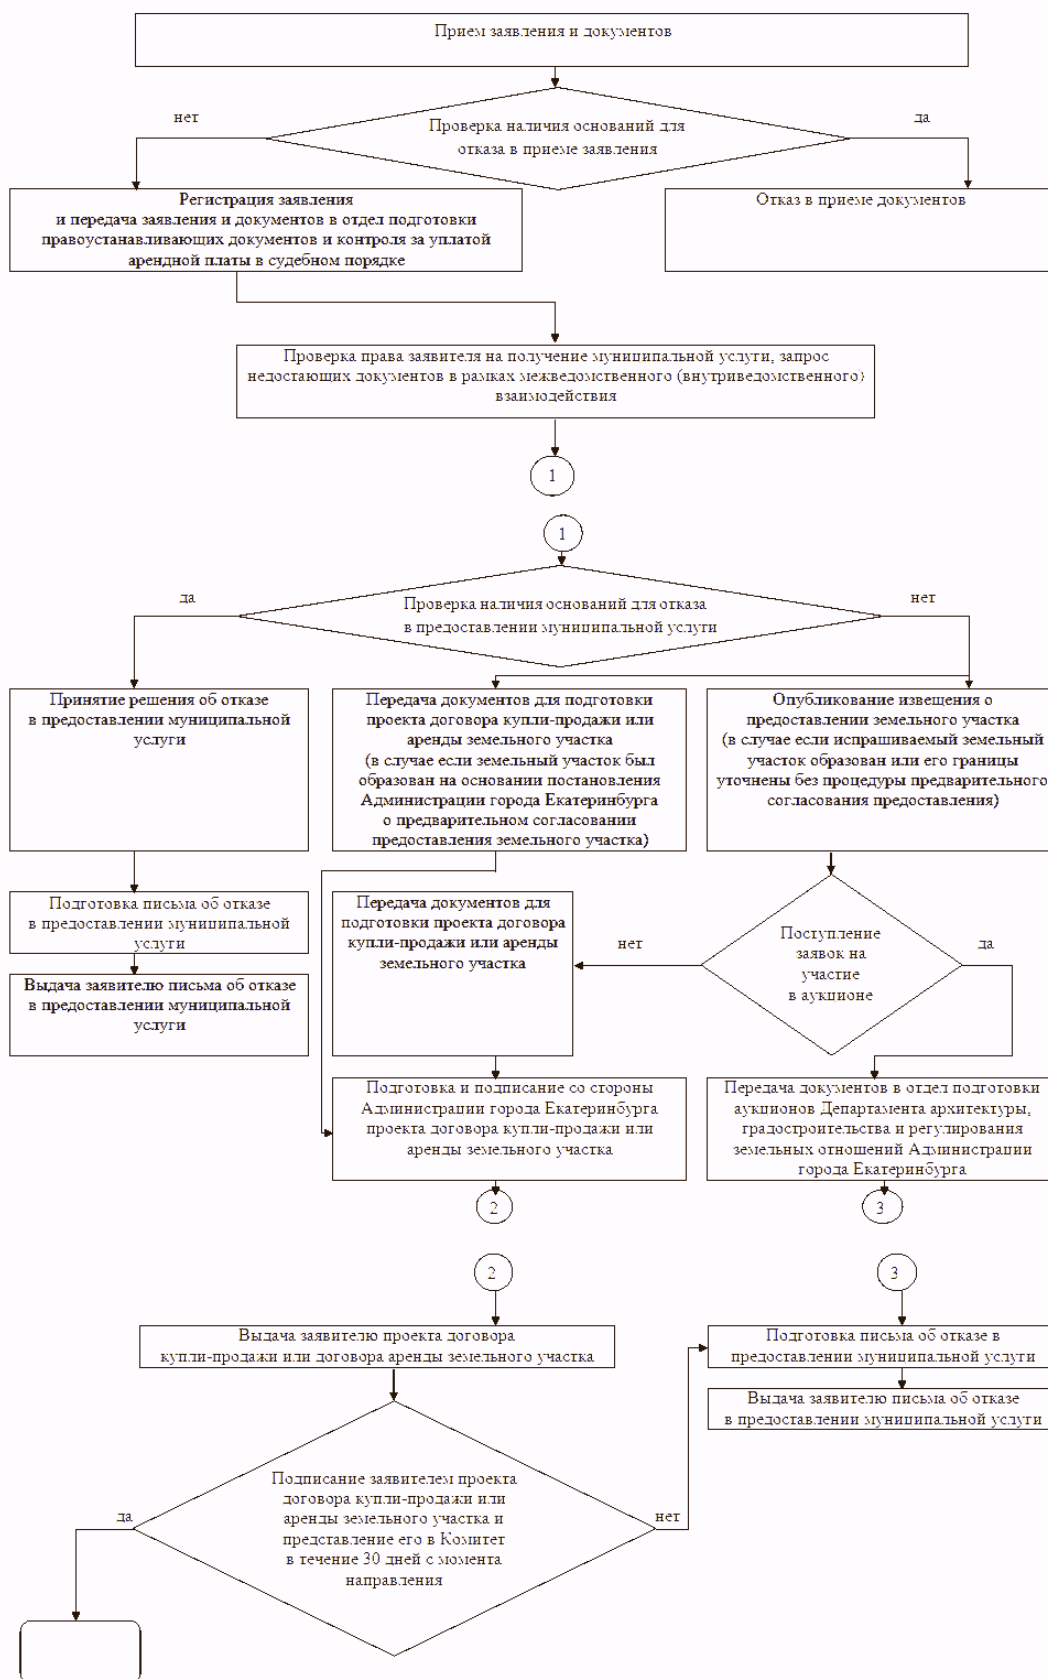 Прием заявления и документов
нет
да
Проверка наличия оснований для
отказа в приеме заявления
Регистрация заявления
и передача заявления и документов в отдел подготовки
правоустанавливающих документов и контроля за уплатой
арендной платы в судебном порядке
Отказ в приеме документов
Проверка права заявителя на получение муниципальной услуги, запрос
недостающих документов в рамках межведомственного (внутриведомственного)
взаимодействия
1
1
да
нет
Проверка наличия оснований для отказа
в предоставлении муниципальной услуги
Принятие решения об отказе
в предоставлении муниципальной
услуги
Передача документов для подготовки
проекта договора купли-продажи или
аренды земельного участка
(в случае если земельный участок был
образован на основании постановления
Администрации города Екатеринбурга
о предварительном согласовании
предоставления земельного участка)
Опубликование извещения о
предоставлении земельного участка
(в случае если испрашиваемый земельный
участок образован или его границы
уточнены без процедуры предварительного
согласования предоставления)
Подготовка письма об отказе
в предоставлении муниципальной
услуги
Выдача заявителю письма об отказе
в предоставлении муниципальной
услуги
Передача документов для
подготовки проекта договора
купли-продажи или аренды
земельного участка
нет
Поступление
заявок на
участие
в аукционе
да
Подготовка и подписание со стороны
Администрации города Екатеринбурга
проекта договора купли-продажи или
аренды земельного участка
Передача документов в отдел подготовки
аукционов Департамента архитектуры,
градостроительства и регулирования
земельных отношений Администрации
города Екатеринбурга
2
3
2
3
Выдача заявителю проекта договора
купли-продажи или договора аренды земельного участка
Подготовка письма об отказе в
предоставлении муниципальной услуги
Выдача заявителю письма об отказе
в предоставлении муниципальной услуги
да
Подписание заявителем проекта
договора купли-продажи или
аренды земельного участка и
представление его в Комитет
в течение 30 дней с момента
направления
нет